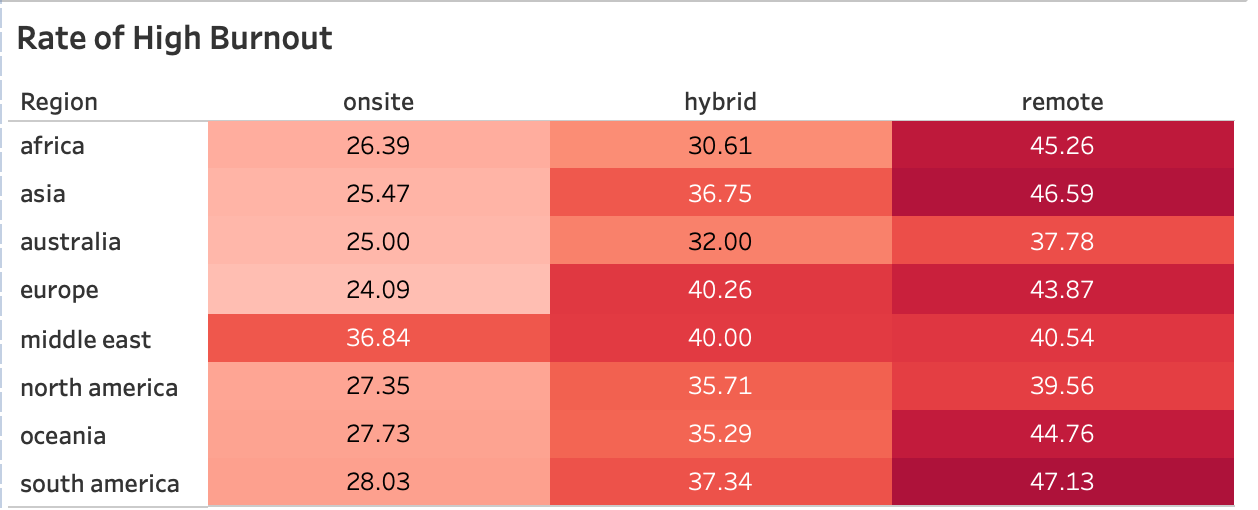 Rate of High Burnout
Region onsite hybrid remote
africa 26.39 30.61 45.26
asia 25.47 36.75 46.59
australia 25.00 32.00 37.78
europe 24.09 40.26 43.87
middle east 36.84 40.00 40.54
north america 27.35 35.71 39.56
oceania 27.73 35.29 44.76
south america 28.03 37.34 47.13